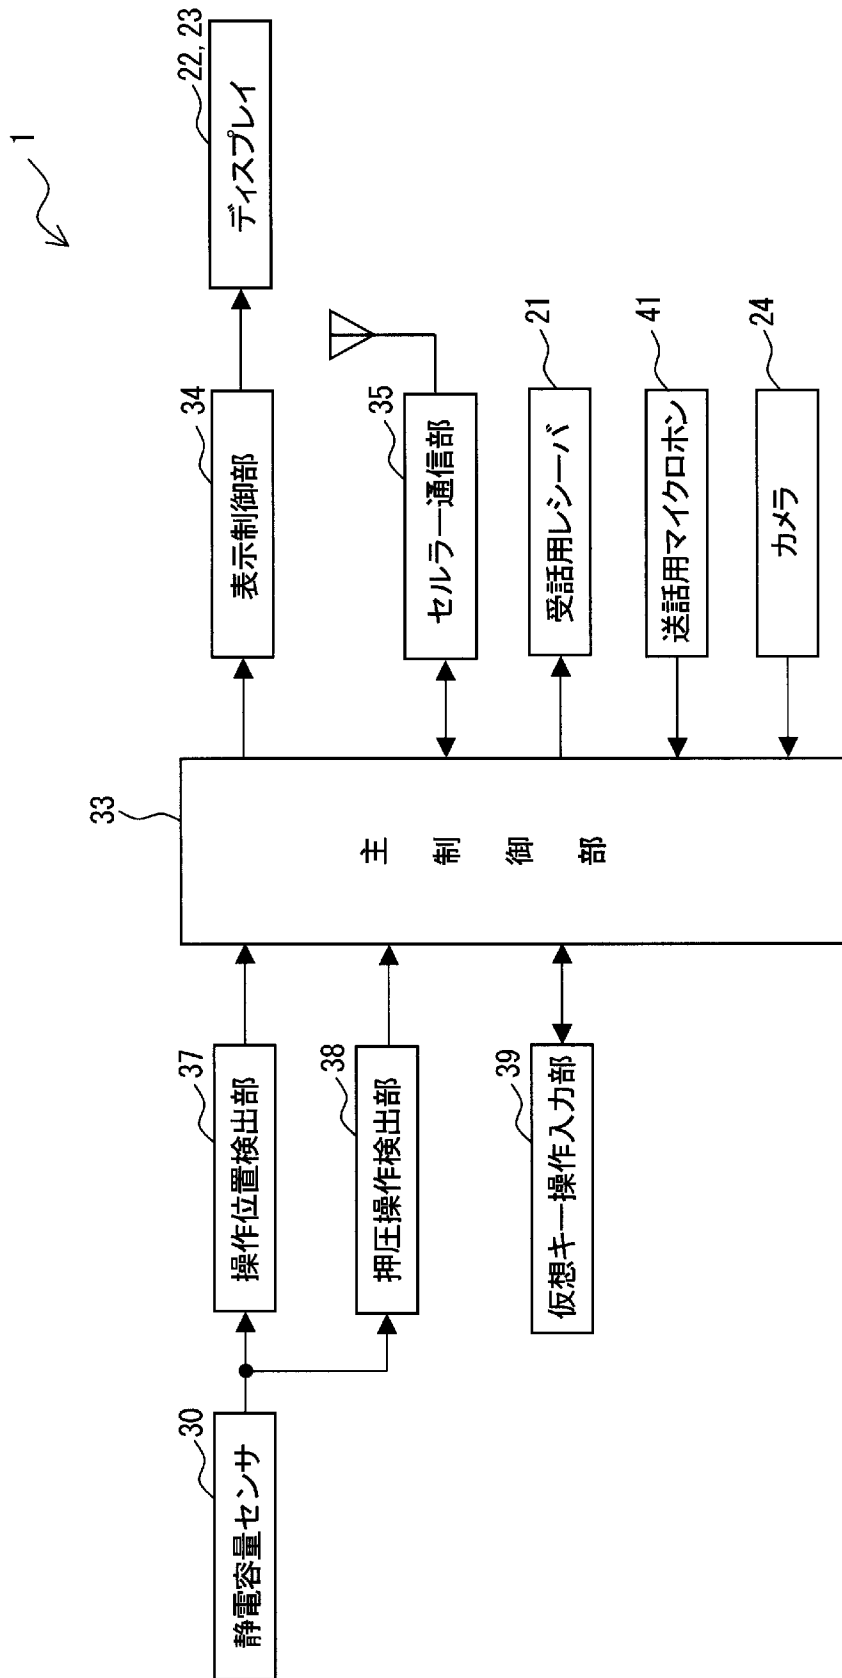 1
静電容量センサ
30
操作位置検出部
37
押圧操作検出部
38
仮想キー操作入力部
39
主制御部
33
表示制御部
34
ディスプレイ
22, 23
セルラー通信部
35
受話用レシーバ
21
送話用マイクロホン
41
カメラ
24